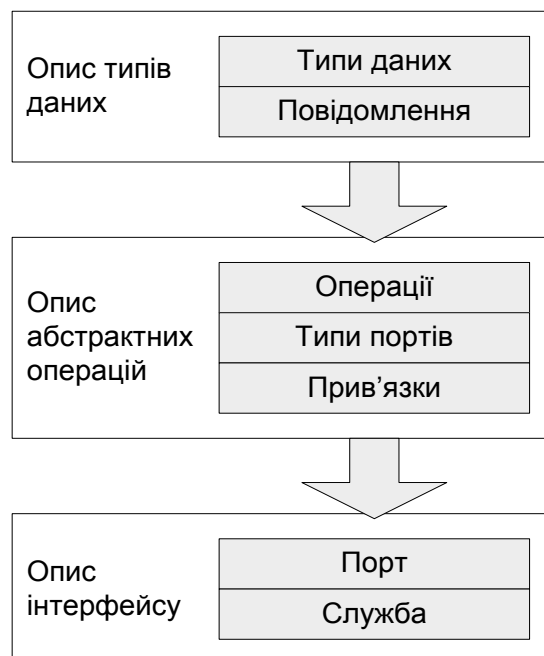 Опис типів
даних
Типи даних
Повідомлення
Опис
абстрактних
операцій
Операції
Типи портів
Прив’язки
Опис
інтерфейсу
Порт
Служба